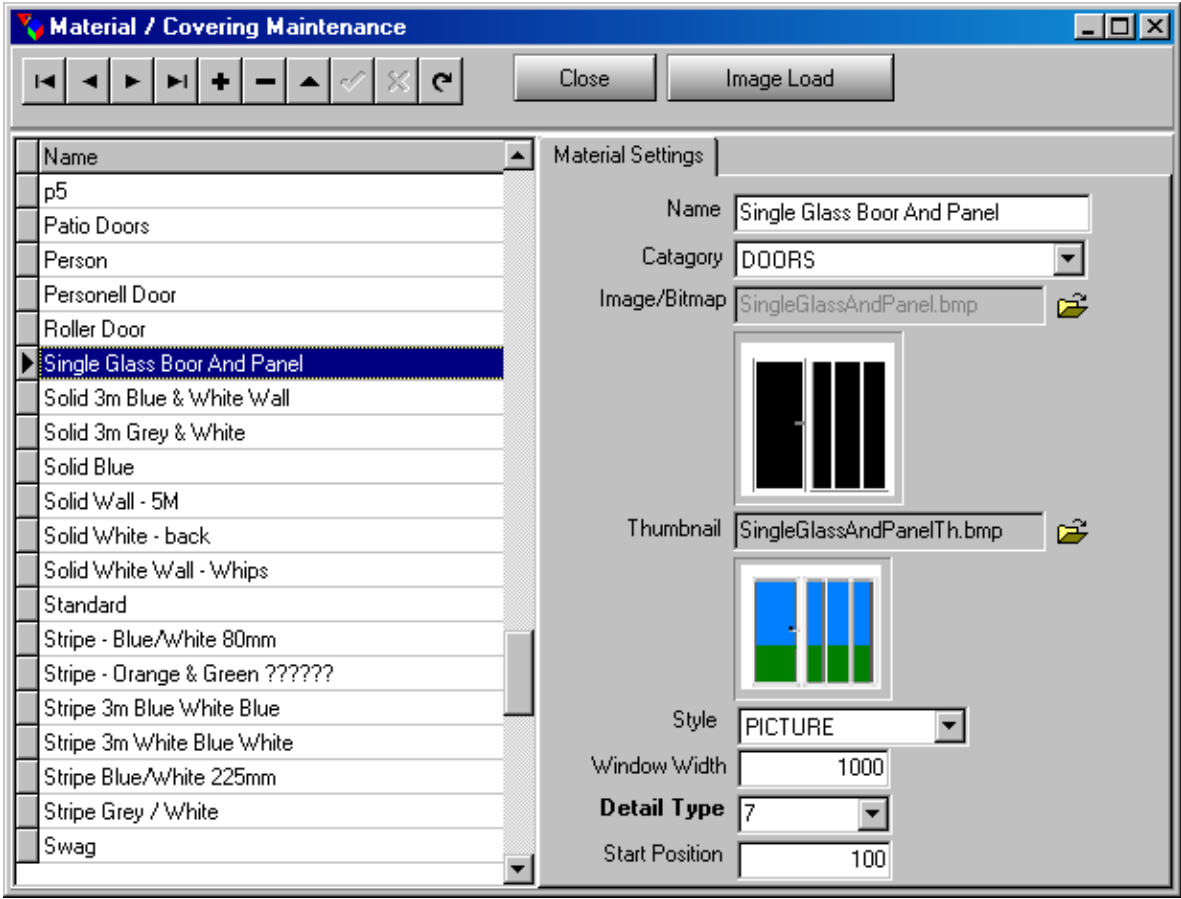 Material / Covering Maintenance
Close
Image Load
Name
p5
Patio Doors
Person
Personell Door
Roller Door
Single Glass Boor And Panel
Solid 3m Blue & White Wall
Solid 3m Grey & White
Solid Blue
Solid Wall - 5M
Solid White - back
Solid White Wall - Whips
Standard
Stripe - Blue/White 80mm
Stripe - Orange & Green ??????
Stripe 3m Blue White Blue
Stripe 3m White Blue White
Stripe Blue/White 225mm
Stripe Grey / White
Swag
Material Settings
Name Single Glass Boor And Panel
Catagory DOORS
Image/Bitmap SingleGlassAndPanel.bmp
Thumbnail SingleGlassAndPanelTh.bmp
Style PICTURE
Window Width 1000
Detail Type 7
Start Position 100